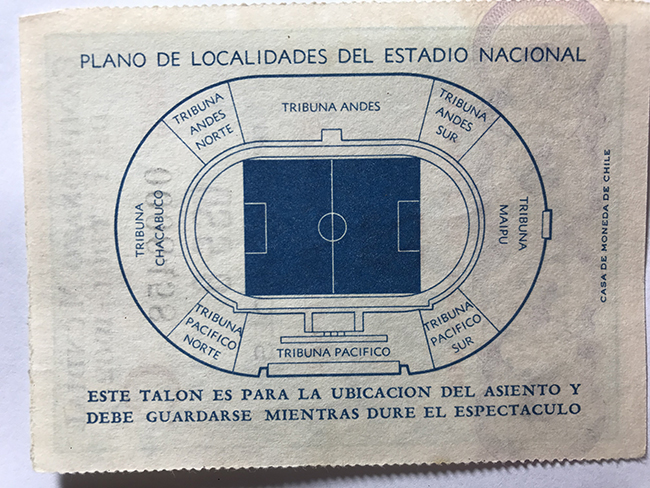 PLANO DE LOCALIDADES DEL ESTADIO NACIONAL
TRIBUNA
ANDES
NORTE
TRIBUNA ANDES
TRIBUNA
ANDES
SUR
TRIBUNA
CHACABUCO
TRIBUNA
MAIPU
CASA DE MONEDA DE CHILE
TRIBUNA
PACIFICO
NORTE
TRIBUNA PACIFICO
TRIBUNA
PACIFICO
SUR
ESTE TALON ES PARA LA UBICACION DEL ASIENTO Y
DEBE GUARDARSE MIENTRAS DURE EL ESPECTACULO